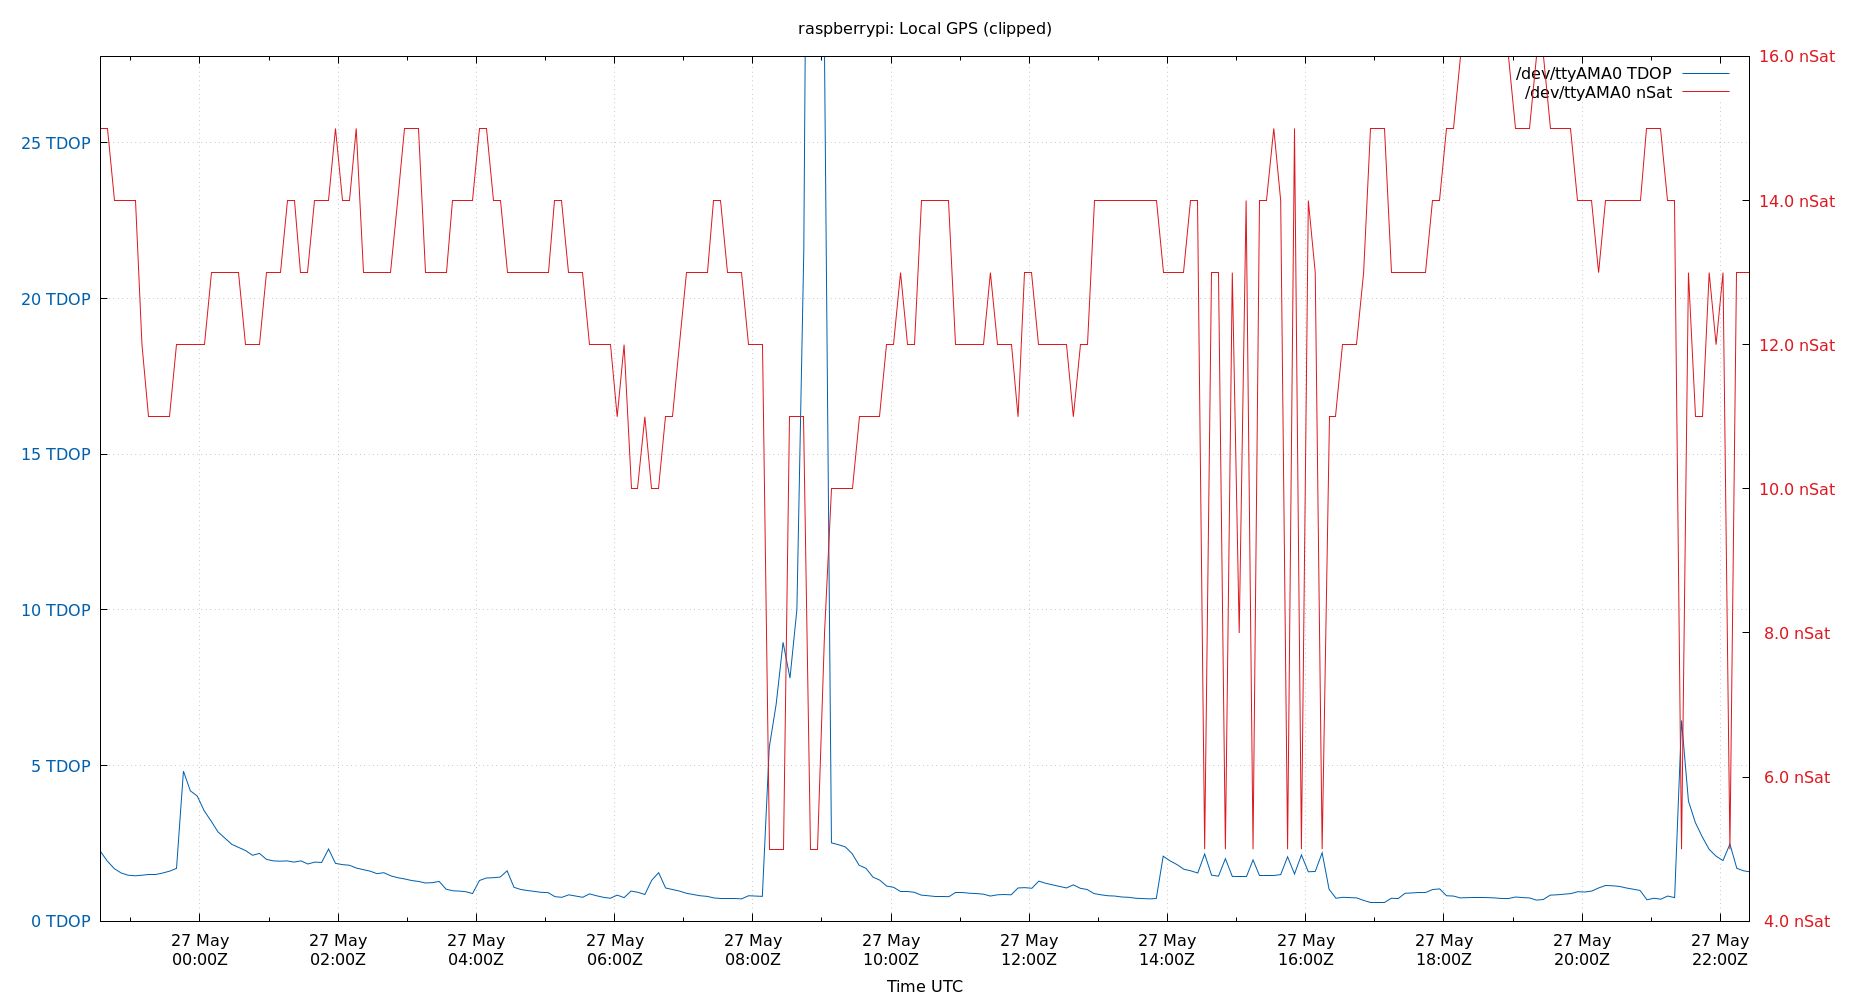 raspberrypi: Local GPS (clipped)
/dev/ttyAMA0 TDOP
/dev/ttyAMA0 nSat
25 TDOP
20 TDOP
15 TDOP
10 TDOP
5 TDOP
0 TDOP
16.0 nSat
14.0 nSat
12.0 nSat
10.0 nSat
8.0 nSat
6.0 nSat
4.0 nSat
27 May
00:00Z
27 May
02:00Z
27 May
04:00Z
27 May
06:00Z
27 May
08:00Z
27 May
10:00Z
27 May
12:00Z
27 May
14:00Z
27 May
16:00Z
27 May
18:00Z
27 May
20:00Z
27 May
22:00Z
Time UTC